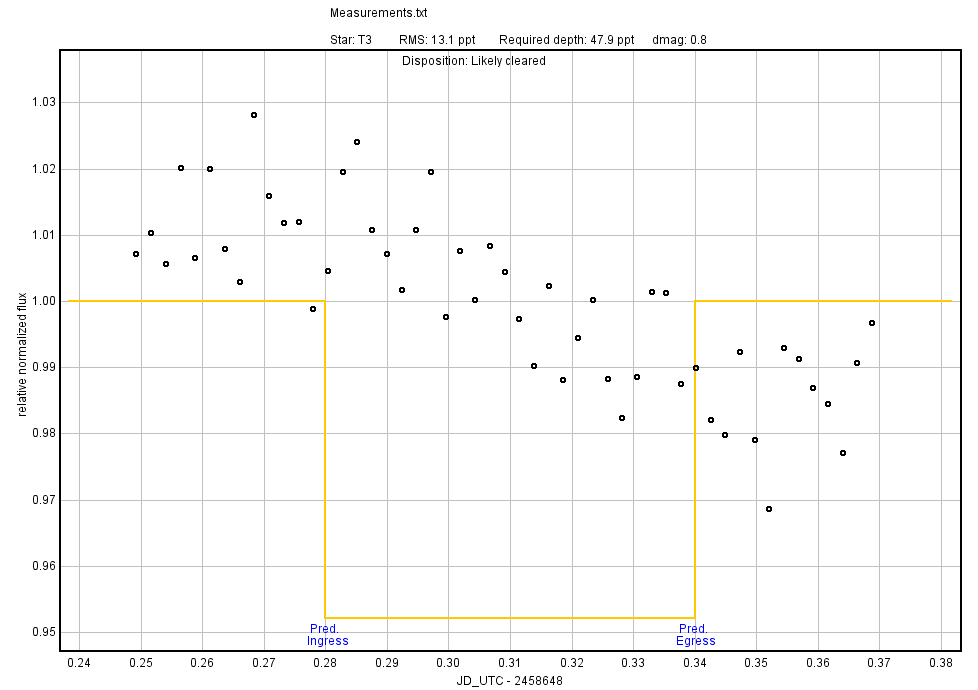 Measurements.txt
Star: T3 RMS: 13.1 ppt Required depth: 47.9 ppt dmag: 0.8
Disposition: Likely cleared
relative normalized flux
1.03
1.02
1.01
1.00
0.99
0.98
0.97
0.96
0.95
Pred. Ingress
Pred. Egress
0.24 0.25 0.26 0.27 0.28 0.29 0.30 0.31 0.32 0.33 0.34 0.35 0.36 0.37 0.38
JD_UTC - 2458648